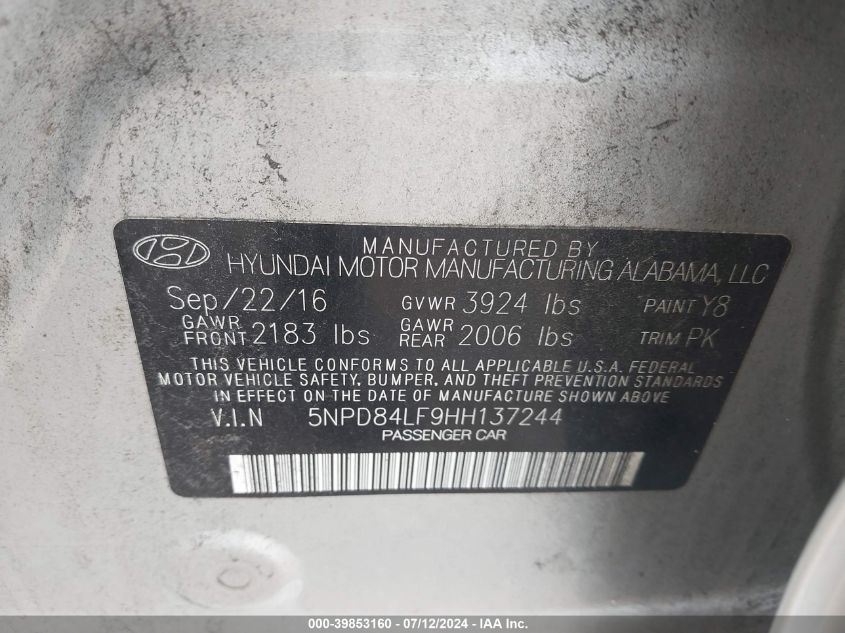 MANUFACTURED BY
HYUNDAI MOTOR MANUFACTURING ALABAMA, LLC
Sep/22/16 GVWR 3924 lbs PAINT Y8
GAWR FRONT 2183 lbs GAWR REAR 2006 lbs TRIM PK
THIS VEHICLE CONFORMS TO ALL APPLICABLE U.S.A. FEDERAL
MOTOR VEHICLE SAFETY, BUMPER, AND THEFT PREVENTION STANDARDS
IN EFFECT ON THE DATE OF MANUFACTURE SHOWN ABOVE
V.I.N 5NPD84LF9HH137244
PASSENGER CAR
000-39853160 - 07/12/2024 - IAA Inc.